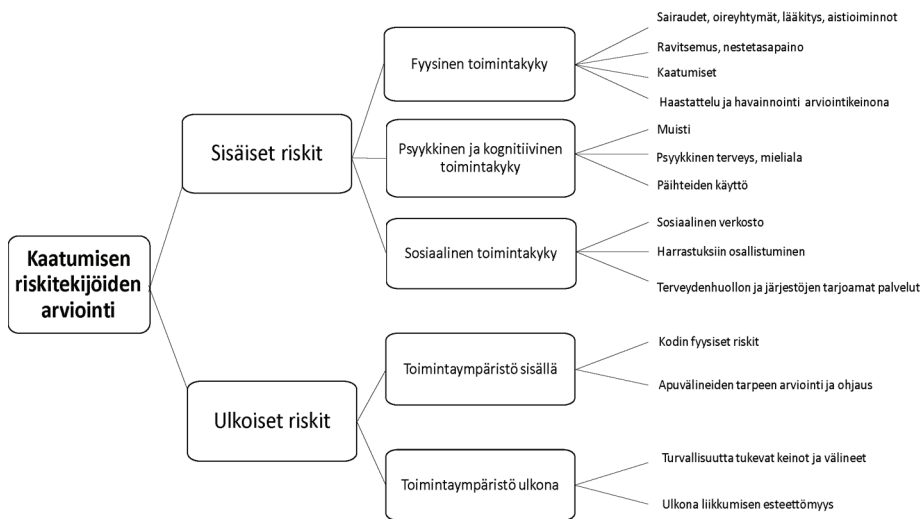 Kaatumisen
riskitekijöiden
arviointi
Sisäiset riskit
Fyysinen toimintakyky
Sairaudet, oireyhtymät, lääkitys, aistioiminnot
Ravitsemus, nestetasapaino
Kaatumiset
Haastattelu ja havainnointi arviointikeinona
Psyykkinen ja kognitiivinen
toimintakyky
Muisti
Psyykkinen terveys, mieliala
Päihteiden käyttö
Sosiaalinen toimintakyky
Sosiaalinen verkosto
Harrastuksiin osallistuminen
Terveydenhuollon ja järjestöjen tarjoamat palvelut
Ulkoiset riskit
Toimintaympäristö sisällä
Kodin fyysiset riskit
Apuvälineiden tarpeen arviointi ja ohjaus
Toimintaympäristö ulkona
Turvallisuutta tukevat keinot ja välineet
Ulkona liikkumisen esteettömyys